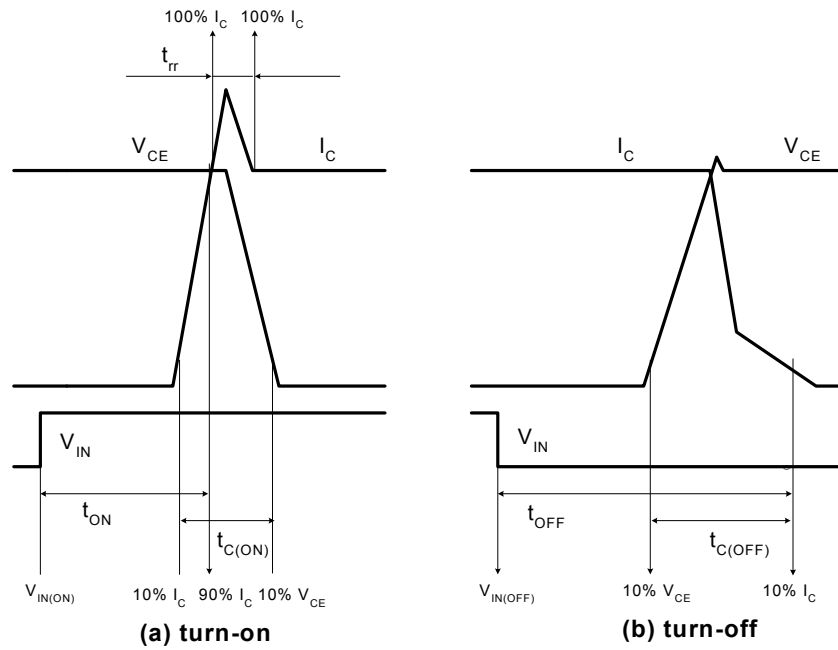 100% I_C 100% I_C
t_rr
V_CE I_C
I_C V_CE
V_IN
V_IN
t_ON
t_OFF
t_C(ON)
t_C(OFF)
V_IN(ON) 10% I_C 90% I_C 10% V_CE
V_IN(OFF) 10% V_CE 10% I_C
(a) turn-on
(b) turn-off